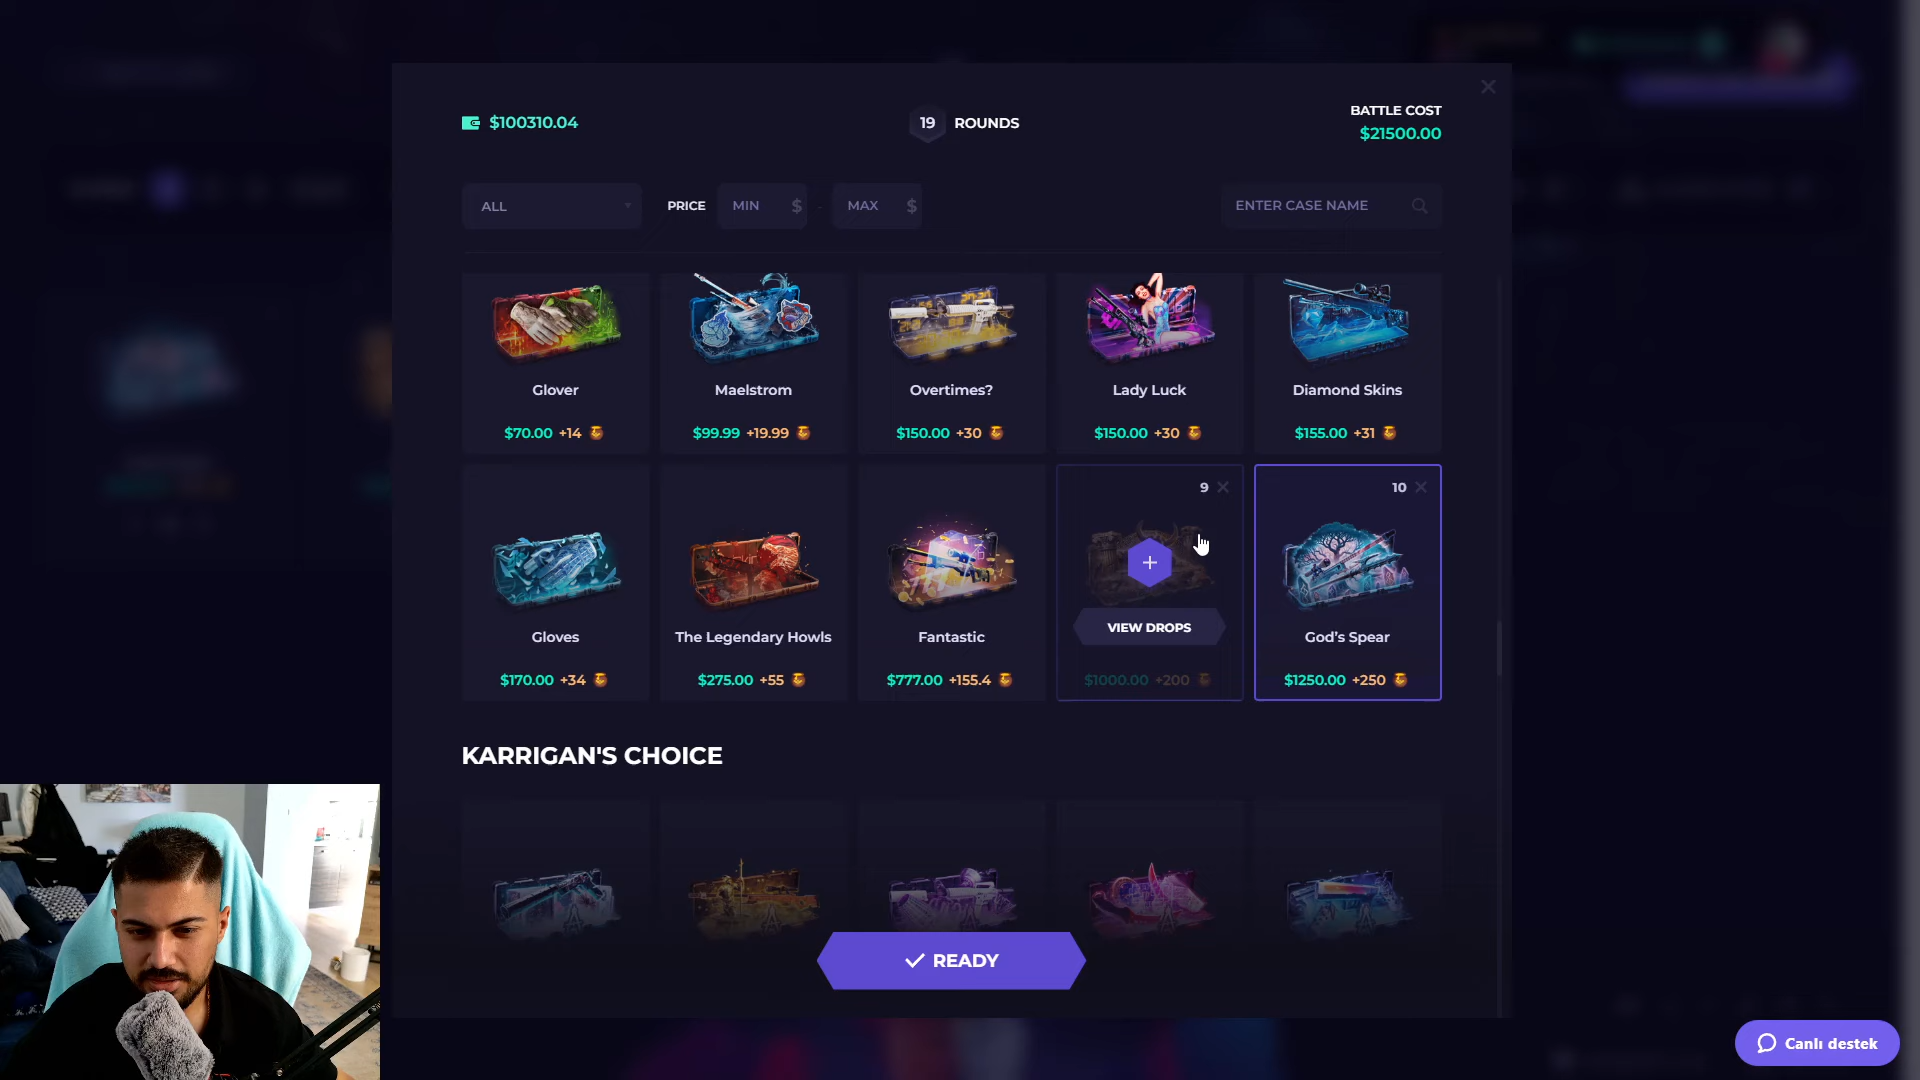 $100310.04
19 ROUNDS
BATTLE COST
$21500.00
ALL
PRICE
MIN $
-
MAX $
ENTER CASE NAME
Glover
Maelstrom
Overtimes?
Lady Luck
Diamond Skins
$70.00 +14
$99.99 +19.99
$150.00 +30
$150.00 +30
$155.00 +31
9
10
VIEW DROPS
Gloves
The Legendary Howls
Fantastic
God's Spear
$170.00 +34
$275.00 +55
$777.00 +155.4
$1000.00 +200
$1250.00 +250
KARRIGAN'S CHOICE
READY
Canlı destek